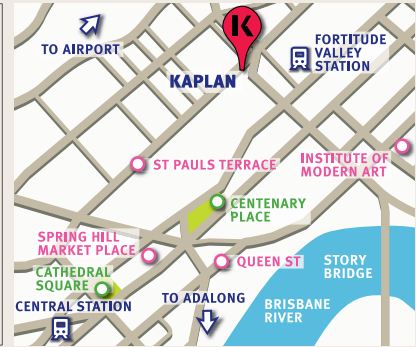 K
TO AIRPORT
FORTITUDE
VALLEY
STATION
KAPLAN
ST PAULS TERRACE
INSTITUTE OF
MODERN ART
CENTENARY
PLACE
SPRING HILL
MARKET PLACE
QUEEN ST
STORY
BRIDGE
CATHEDRAL
SQUARE
CENTRAL STATION
TO ADALONG
BRISBANE
RIVER